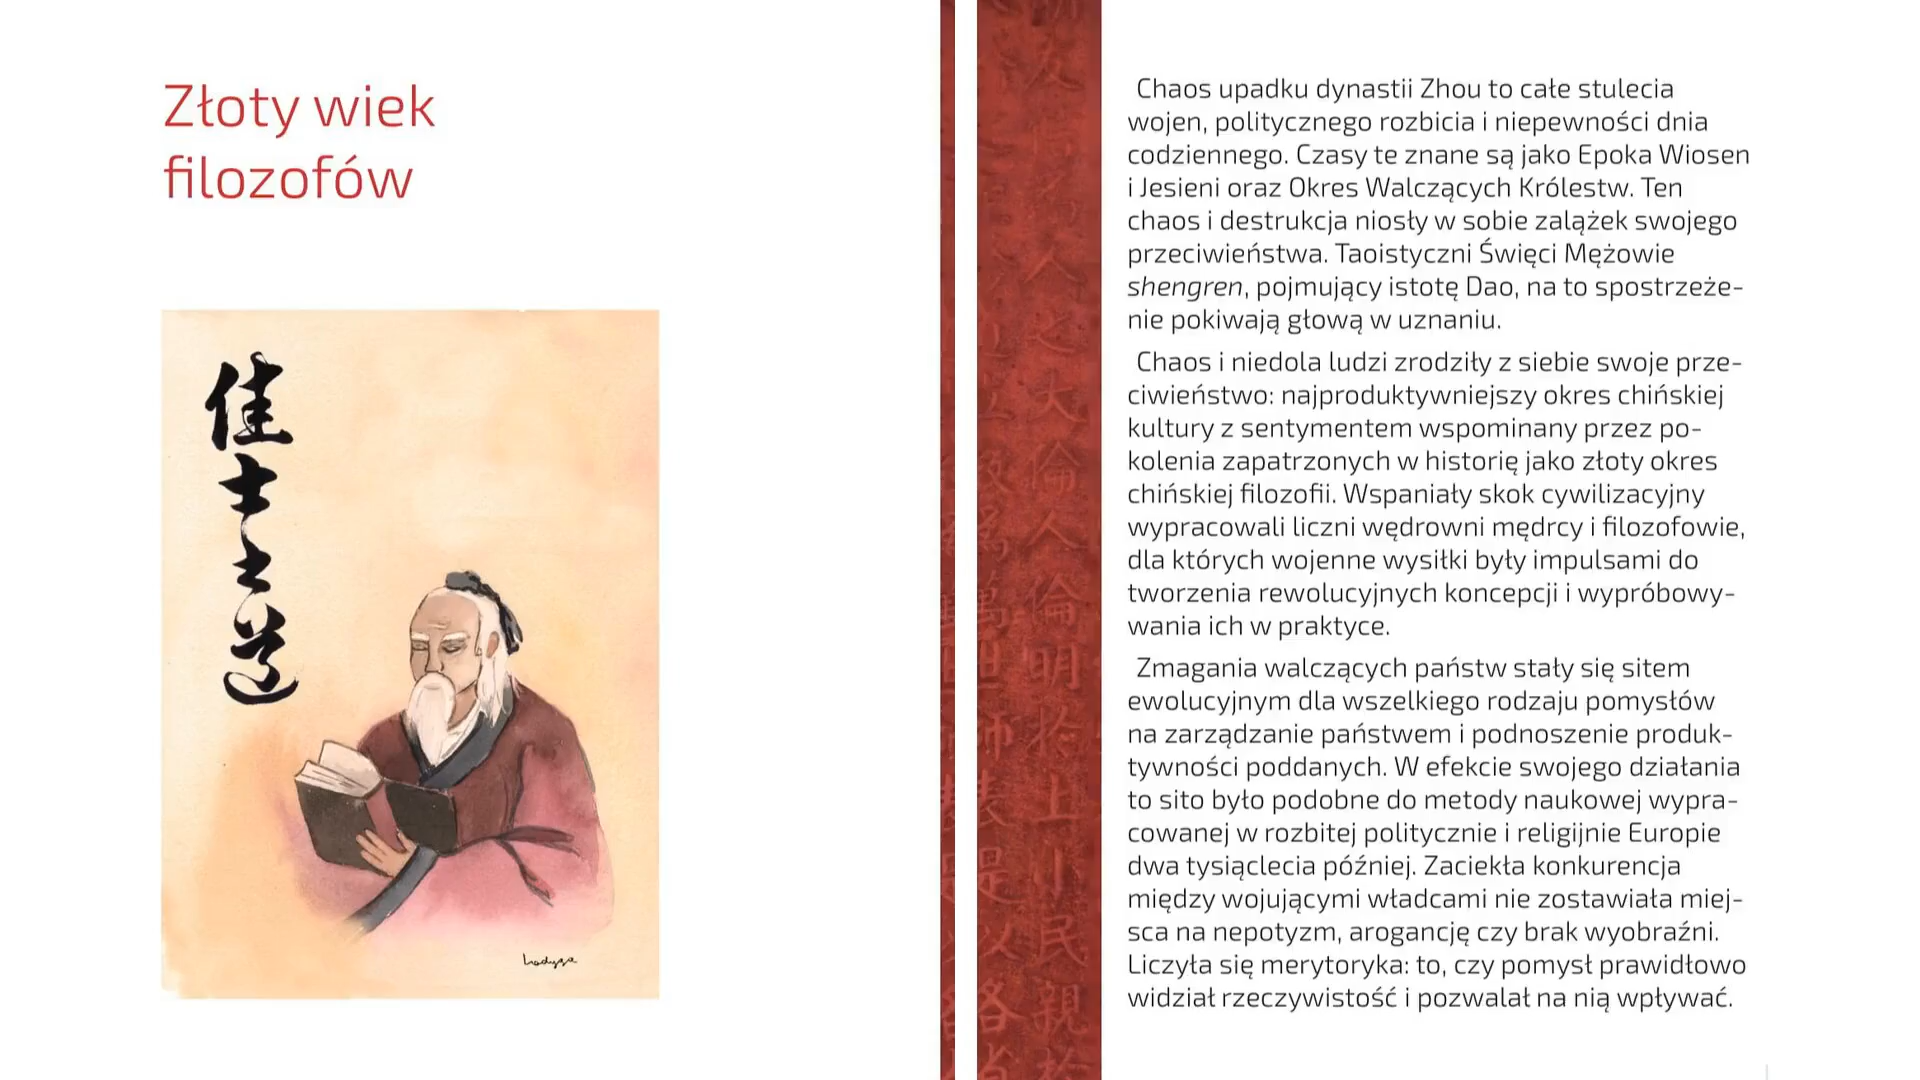 Złoty wiek
filozofów
佳
士
之
道
Ladyga
Chaos upadku dynastii Zhou to całe stulecia
wojen, politycznego rozbicia i niepewności dnia
codziennego. Czasy te znane są jako Epoka Wiosen
i Jesieni oraz Okres Walczących Królestw. Ten
chaos i destrukcja niosły w sobie zalążek swojego
przeciwieństwa. Taoistyczni Święci Mężowie
shengren, pojmujący istotę Dao, na to spostrzeże-
nie pokiwają głową w uznaniu.
Chaos i niedola ludzi zrodziły z siebie swoje prze-
ciwieństwo: najproduktywniejszy okres chińskiej
kultury z sentymentem wspominany przez po-
kolenia zapatrzonych w historię jako złoty okres
chińskiej filozofii. Wspaniały skok cywilizacyjny
wypracowali liczni wędrowni mędrcy i filozofowie,
dla których wojenne wysiłki były impulsami do
tworzenia rewolucyjnych koncepcji i wypróbowy-
wania ich w praktyce.
Zmagania walczących państw stały się sitem
ewolucyjnym dla wszelkiego rodzaju pomysłów
na zarządzanie państwem i podnoszenie produk-
tywności poddanych. W efekcie swojego działania
to sito było podobne do metody naukowej wypra-
cowanej w rozbitej politycznie i religijnie Europie
dwa tysiąclecia później. Zaciekła konkurencja
między wojującymi władcami nie zostawiała miej-
sca na nepotyzm, arogancję czy brak wyobraźni.
Liczyła się merytoryka: to, czy pomysł prawidłowo
widział rzeczywistość i pozwalał na nią wpływać.